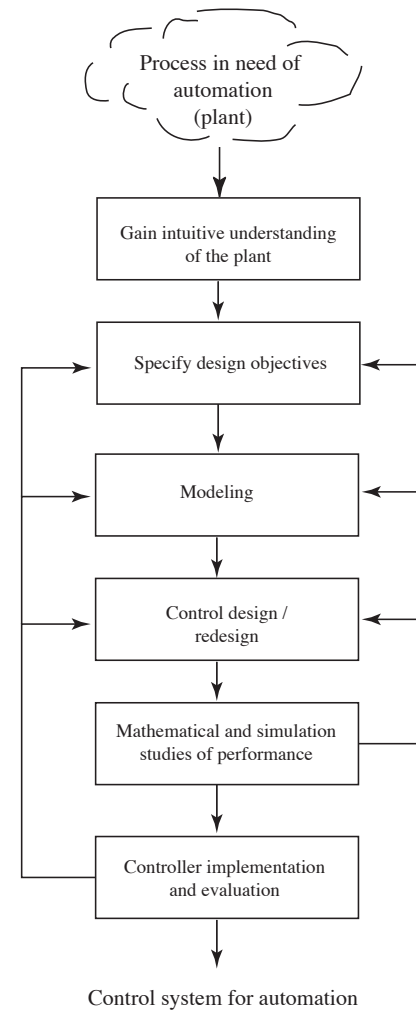 Process in need of
automation
(plant)
Gain intuitive understanding
of the plant
Specify design objectives
Modeling
Control design /
redesign
Mathematical and simulation
studies of performance
Controller implementation
and evaluation
Control system for automation